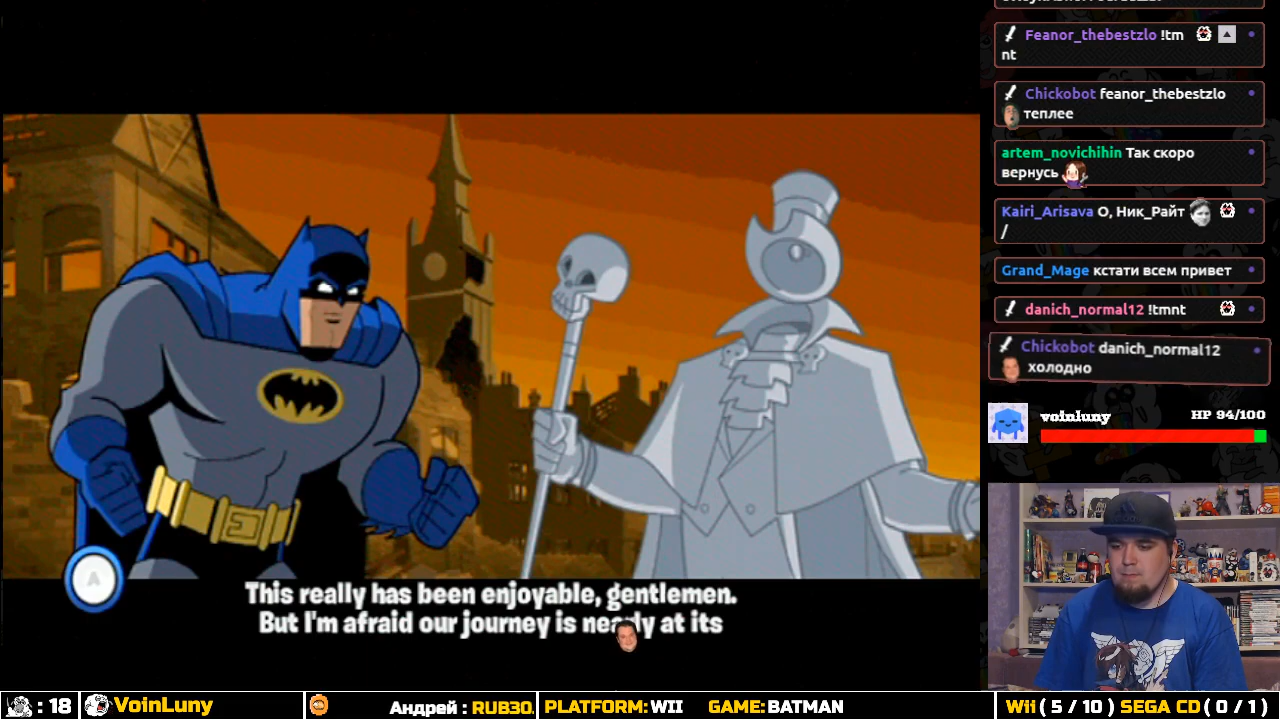 Feanor_thebestzlo !tm
nt
Chickobot feanor_thebestzlo
теплее
artem_novichihin Так скоро
вернусь
Kairi_Arisava О, Ник_Райт
/
Grand_Mage кстати всем привет
danich_normal12 !tmnt
Chickobot danich_normal12
холодно
voinluny HP 94/100
A
This really has been enjoyable, gentlemen.
But I'm afraid our journey is nearly at its
: 18 VoinLuny Андрей : RUB30. PLATFORM: WII GAME: BATMAN Wii ( 5 / 10 ) SEGA CD ( 0 / 1 )